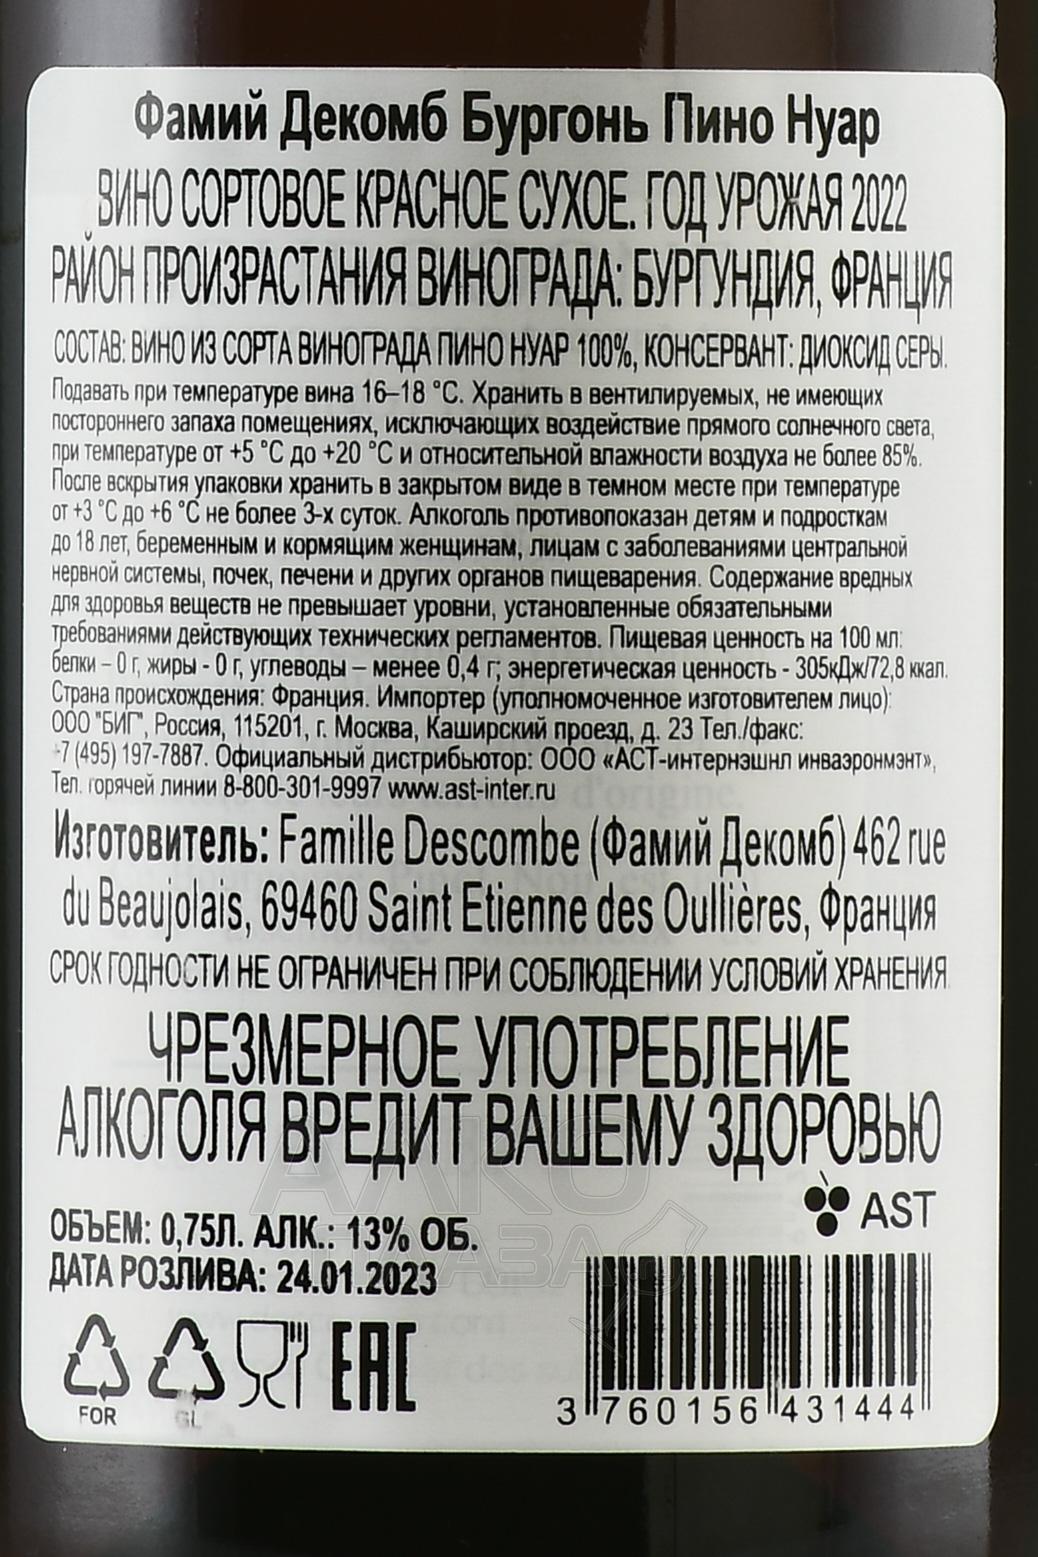 Фамий Декомб Бургонь Пино Нуар
ВИНО СОРТОВОЕ КРАСНОЕ СУХОЕ. ГОД УРОЖАЯ 2022
РАЙОН ПРОИЗРАСТАНИЯ ВИНОГРАДА: БУРГУНДИЯ, ФРАНЦИЯ
СОСТАВ: ВИНО ИЗ СОРТА ВИНОГРАДА ПИНО НУАР 100%, КОНСЕРВАНТ: ДИОКСИД СЕРЫ.
Подавать при температуре вина 16–18 °С. Хранить в вентилируемых, не имеющих
постороннего запаха помещениях, исключающих воздействие прямого солнечного света,
при температуре от +5 °С до +20 °С и относительной влажности воздуха не более 85%.
После вскрытия упаковки хранить в закрытом виде в темном месте при температуре
от +3 °С до +6 °С не более 3-х суток. Алкоголь противопоказан детям и подросткам
до 18 лет, беременным и кормящим женщинам, лицам с заболеваниями центральной
нервной системы, почек, печени и других органов пищеварения. Содержание вредных
для здоровья веществ не превышает уровни, установленные обязательными
требованиями действующих технических регламентов. Пищевая ценность на 100 мл:
белки – 0 г, жиры - 0 г, углеводы – менее 0,4 г; энергетическая ценность - 305кДж/72,8 ккал.
Страна происхождения: Франция. Импортер (уполномоченное изготовителем лицо):
ООО "БИГ", Россия, 115201, г. Москва, Каширский проезд, д. 23 Тел./факс:
+7 (495) 197-7887. Официальный дистрибьютор: ООО «АСТ-интернэшнл инваэронмэнт»,
Тел. горячей линии 8-800-301-9997 www.ast-inter.ru
Изготовитель: Famille Descombe (Фамий Декомб) 462 rue
du Beaujolais, 69460 Saint Etienne des Oullières, Франция
СРОК ГОДНОСТИ НЕ ОГРАНИЧЕН ПРИ СОБЛЮДЕНИИ УСЛОВИЙ ХРАНЕНИЯ
ЧРЕЗМЕРНОЕ УПОТРЕБЛЕНИЕ
АЛКОГОЛЯ ВРЕДИТ ВАШЕМУ ЗДОРОВЬЮ
AST
ОБЪЕМ: 0,75Л. АЛК.: 13% ОБ.
ДАТА РОЗЛИВА: 24.01.2023
EAC
FOR
GL
3 760156 431444